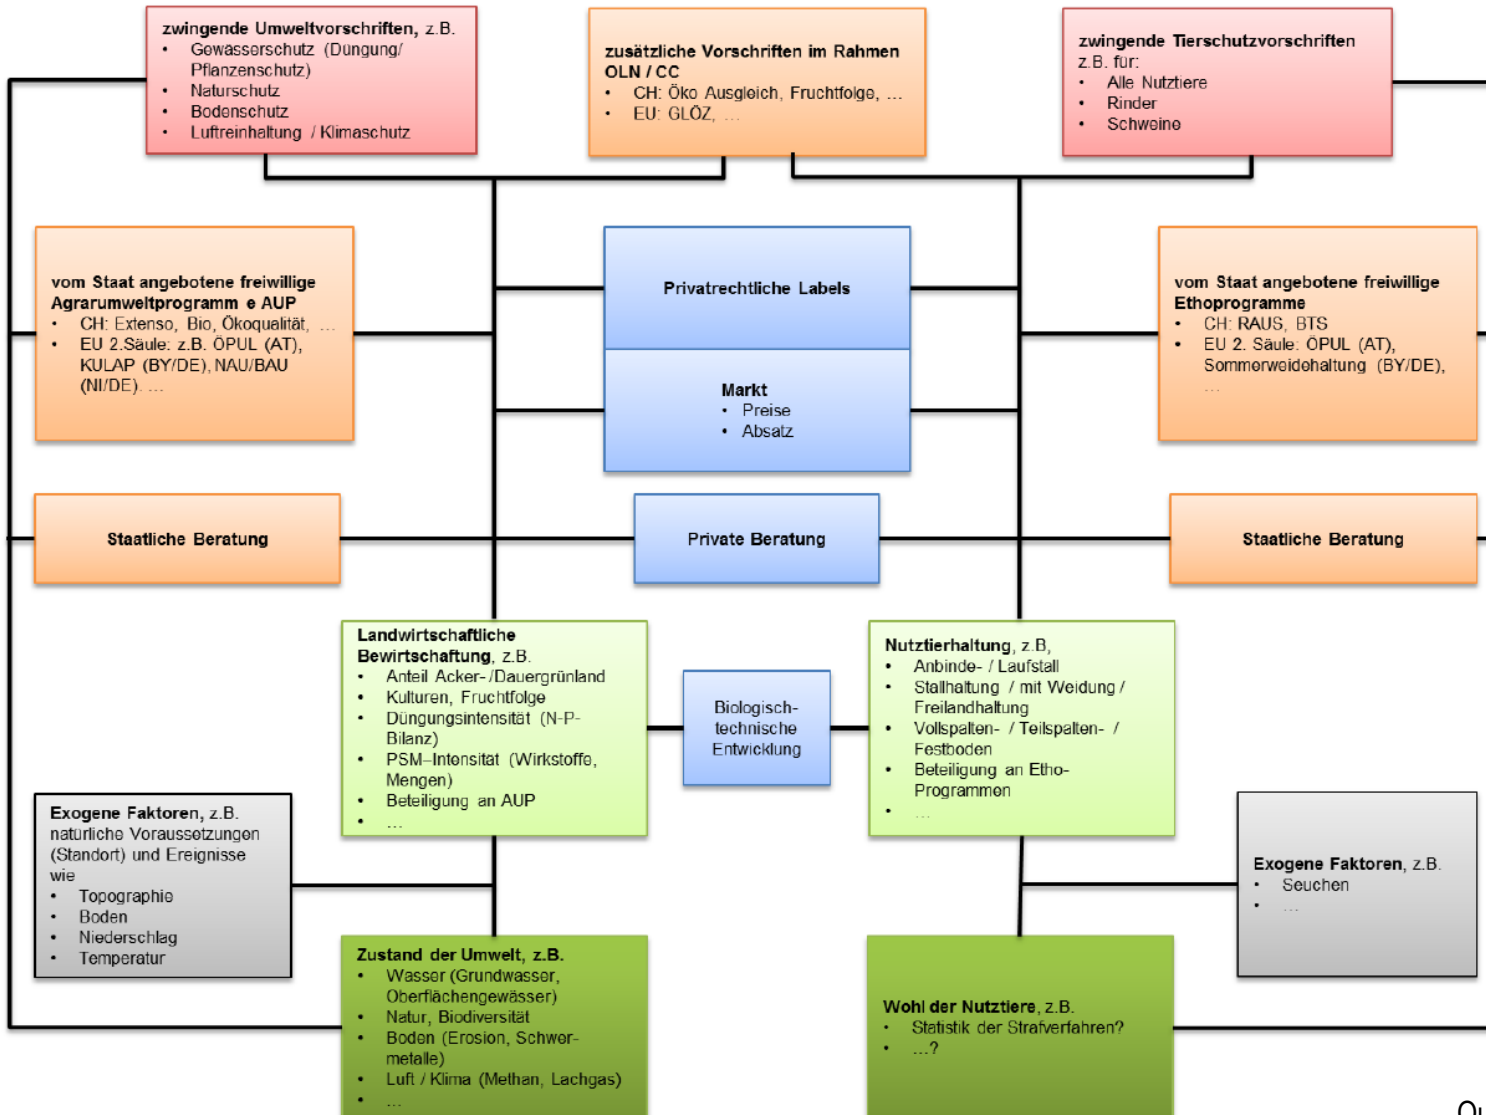 zwingende Umweltvorschriften, z.B.
• Gewässerschutz (Düngung/
Pflanzenschutz)
• Naturschutz
• Bodenschutz
• Luftreinhaltung / Klimaschutz
zusätzliche Vorschriften im Rahmen
OLN / CC
• CH: Öko Ausgleich, Fruchtfolge, …
• EU: GLÖZ, …
zwingende Tierschutzvorschriften
z.B. für:
• Alle Nutztiere
• Rinder
• Schweine
vom Staat angebotene freiwillige
Agrarumweltprogramm e AUP
• CH: Extenso, Bio, Ökoqualität, …
• EU 2.Säule: z.B. ÖPUL (AT),
KULAP (BY/DE), NAU/BAU
(NI/DE). …
Privatrechtliche Labels
Markt
• Preise
• Absatz
vom Staat angebotene freiwillige
Ethoprogramme
• CH: RAUS, BTS
• EU 2. Säule: ÖPUL (AT),
Sommerweidehaltung (BY/DE),
…
Staatliche Beratung
Private Beratung
Staatliche Beratung
Landwirtschaftliche
Bewirtschaftung, z.B.
• Anteil Acker-/Dauergrünland
• Kulturen, Fruchtfolge
• Düngungsintensität (N-P-
Bilanz)
• PSM–Intensität (Wirkstoffe,
Mengen)
• Beteiligung an AUP
• …
Biologisch-
technische
Entwicklung
Nutztierhaltung, z.B,
• Anbinde- / Laufstall
• Stallhaltung / mit Weidung /
Freilandhaltung
• Vollspalten- / Teilspalten- /
Festboden
• Beteiligung an Etho-
Programmen
• …
Exogene Faktoren, z.B.
natürliche Voraussetzungen
(Standort) und Ereignisse
wie
• Topographie
• Boden
• Niederschlag
• Temperatur
Exogene Faktoren, z.B.
• Seuchen
• …
Zustand der Umwelt, z.B.
• Wasser (Grundwasser,
Oberflächengewässer)
• Natur, Biodiversität
• Boden (Erosion, Schwer-
metalle)
• Luft / Klima (Methan, Lachgas)
• …
Wohl der Nutztiere, z.B.
• Statistik der Strafverfahren?
• …?